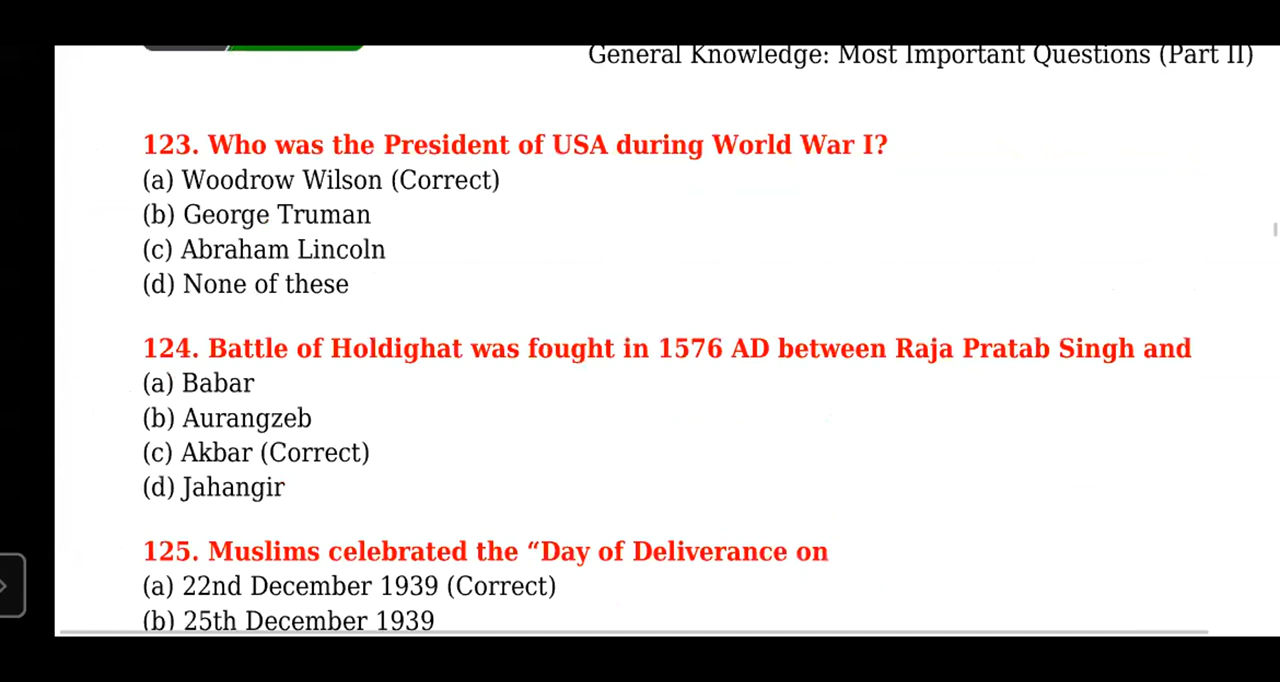 General Knowledge: Most Important Questions (Part II)
123. Who was the President of USA during World War I?
(a) Woodrow Wilson (Correct)
(b) George Truman
(c) Abraham Lincoln
(d) None of these
124. Battle of Holdighat was fought in 1576 AD between Raja Pratab Singh and
(a) Babar
(b) Aurangzeb
(c) Akbar (Correct)
(d) Jahangir
125. Muslims celebrated the “Day of Deliverance on
(a) 22nd December 1939 (Correct)
(b) 25th December 1939